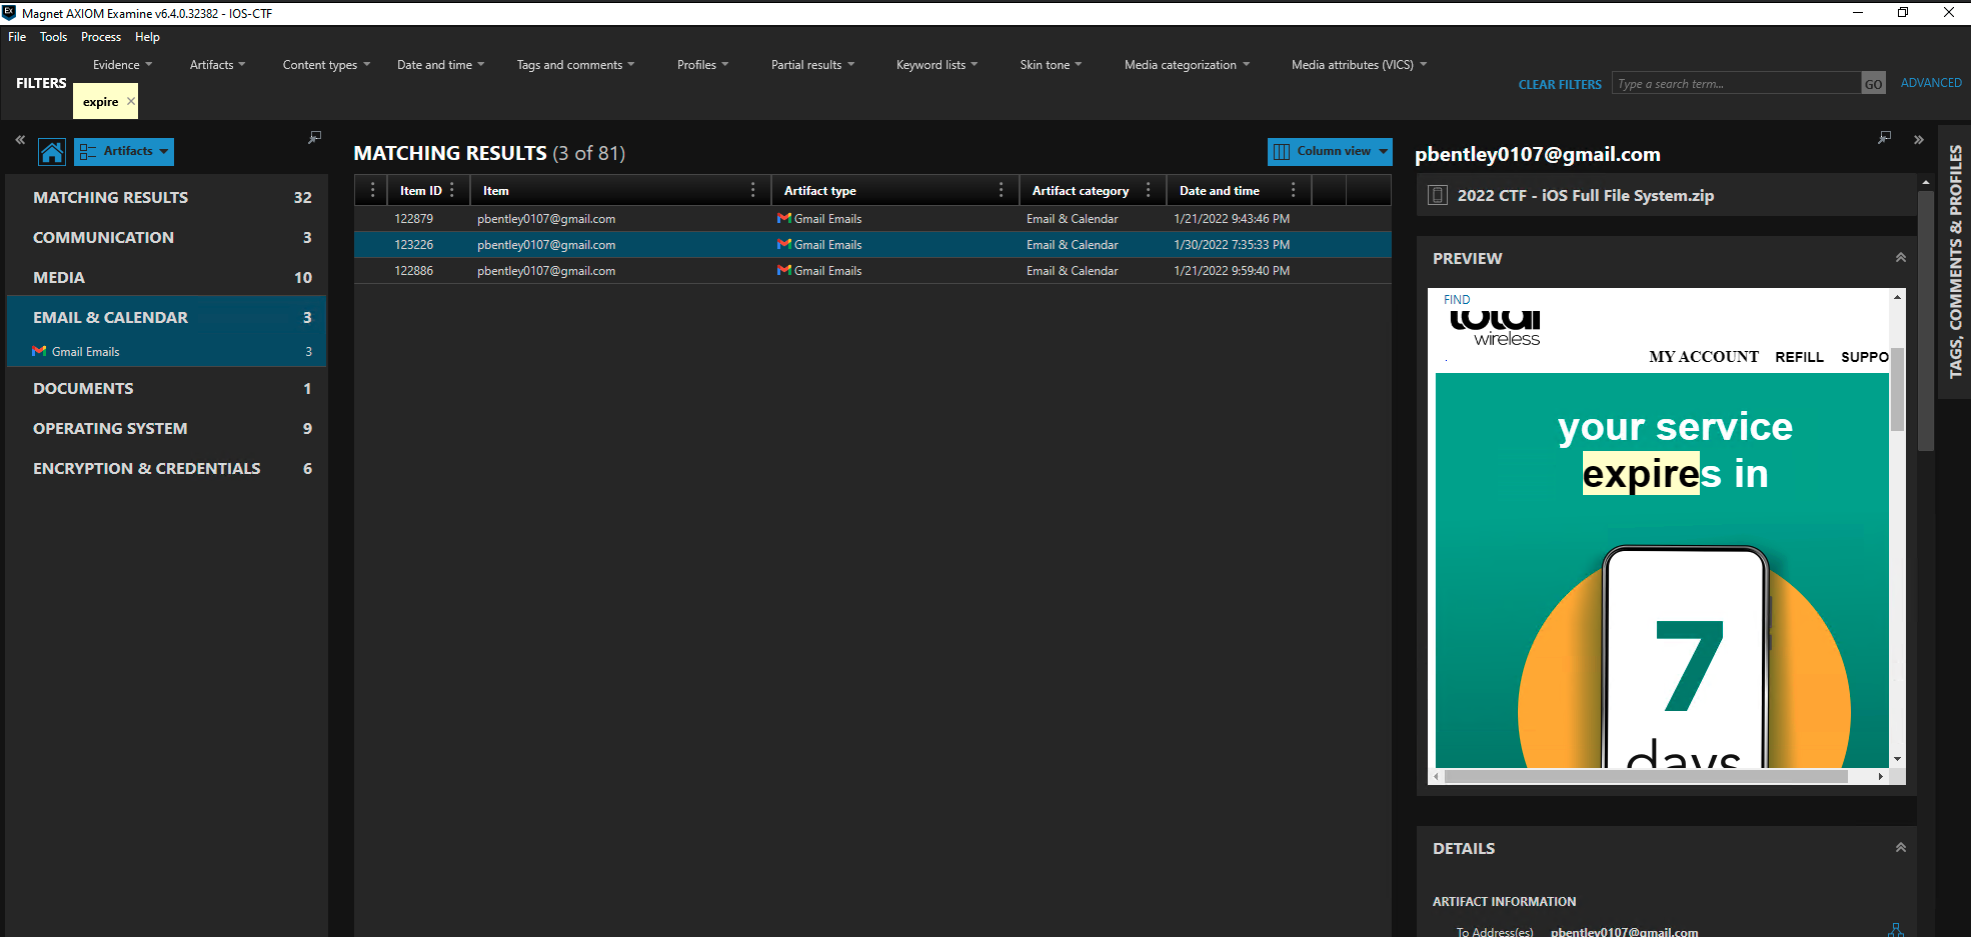 Magnet AXIOM Examine v6.4.0.32382 - IOS-CTF
File Tools Process Help
FILTERS
Evidence Artifacts Content types Date and time Tags and comments Profiles Partial results Keyword lists Skin tone Media categorization Media attributes (VICS)
expire
CLEAR FILTERS Type a search term... GO ADVANCED
Artifacts
MATCHING RESULTS 32
COMMUNICATION 3
MEDIA 10
EMAIL & CALENDAR 3
Gmail Emails 3
DOCUMENTS 1
OPERATING SYSTEM 9
ENCRYPTION & CREDENTIALS 6
MATCHING RESULTS (3 of 81)
Column view
Item ID Item Artifact type Artifact category Date and time
122879 pbentley0107@gmail.com Gmail Emails Email & Calendar 1/21/2022 9:43:46 PM
123226 pbentley0107@gmail.com Gmail Emails Email & Calendar 1/30/2022 7:35:33 PM
122886 pbentley0107@gmail.com Gmail Emails Email & Calendar 1/21/2022 9:59:40 PM
pbentley0107@gmail.com
2022 CTF - iOS Full File System.zip
PREVIEW
FIND
total
wireless
MY ACCOUNT REFILL SUPPO
your service
expires in
7
days
DETAILS
ARTIFACT INFORMATION
To Address(es) pbentley0107@gmail.com
TAGS, COMMENTS & PROFILES